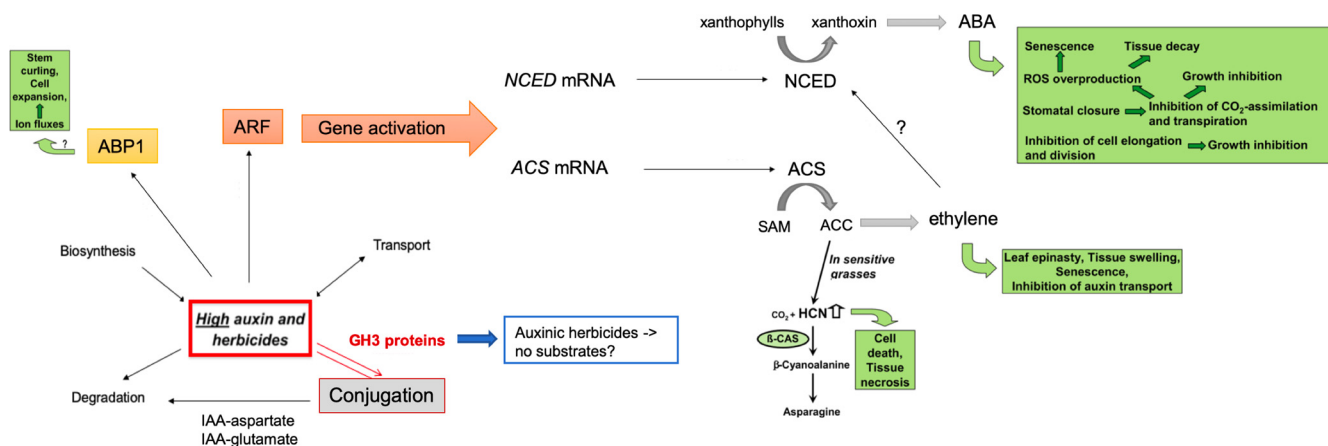 Stem
curling,
Cell
expansion,
Ion fluxes
?
ABP1
ARF
Gene activation
NCED mRNA
ACS mRNA
xanthophylls
xanthoxin
ABA
NCED
?
ACS
SAM
ACC
ethylene
Senescence
Tissue decay
ROS overproduction
Growth inhibition
Stomatal closure
Inhibition of CO₂-assimilation
and transpiration
Inhibition of cell elongation
and division
Growth inhibition
Leaf epinasty, Tissue swelling,
Senescence,
Inhibition of auxin transport
In sensitive
grasses
CO₂ + HCN
ß-CAS
β-Cyanoalanine
Asparagine
Cell
death,
Tissue
necrosis
Biosynthesis
Transport
High auxin and
herbicides
GH3 proteins
Auxinic herbicides ->
no substrates?
Conjugation
Degradation
IAA-aspartate
IAA-glutamate